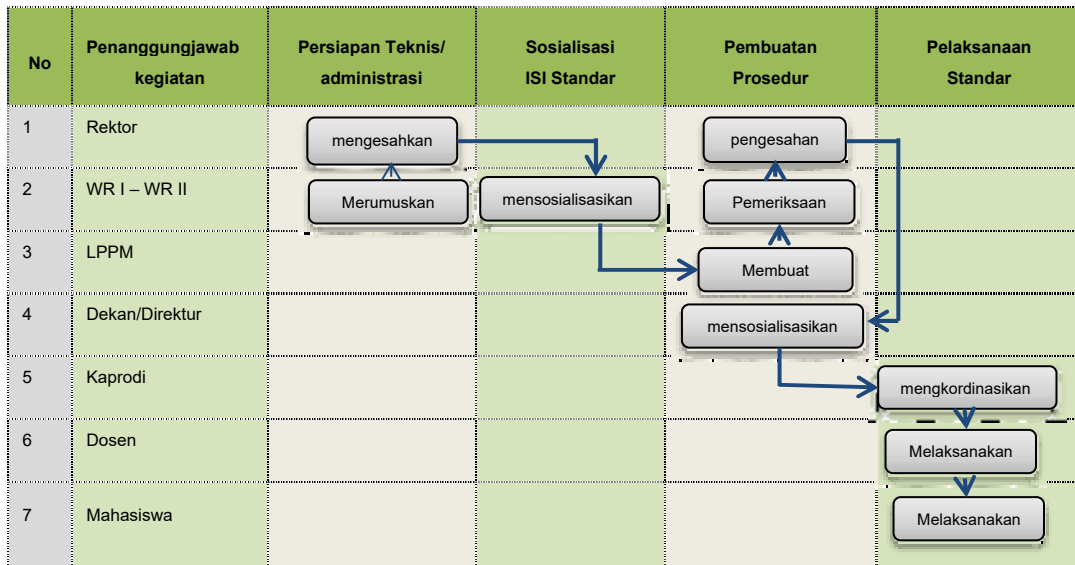 No
Penanggungjawab
kegiatan
Persiapan Teknis/
administrasi
Sosialisasi
ISI Standar
Pembuatan
Prosedur
Pelaksanaan
Standar
1
Rektor
mengesahkan
pengesahan
2
WR I – WR II
Merumuskan
mensosialisasikan
Pemeriksaan
3
LPPM
Membuat
4
Dekan/Direktur
mensosialisasikan
5
Kaprodi
mengkordinasikan
6
Dosen
Melaksanakan
7
Mahasiswa
Melaksanakan